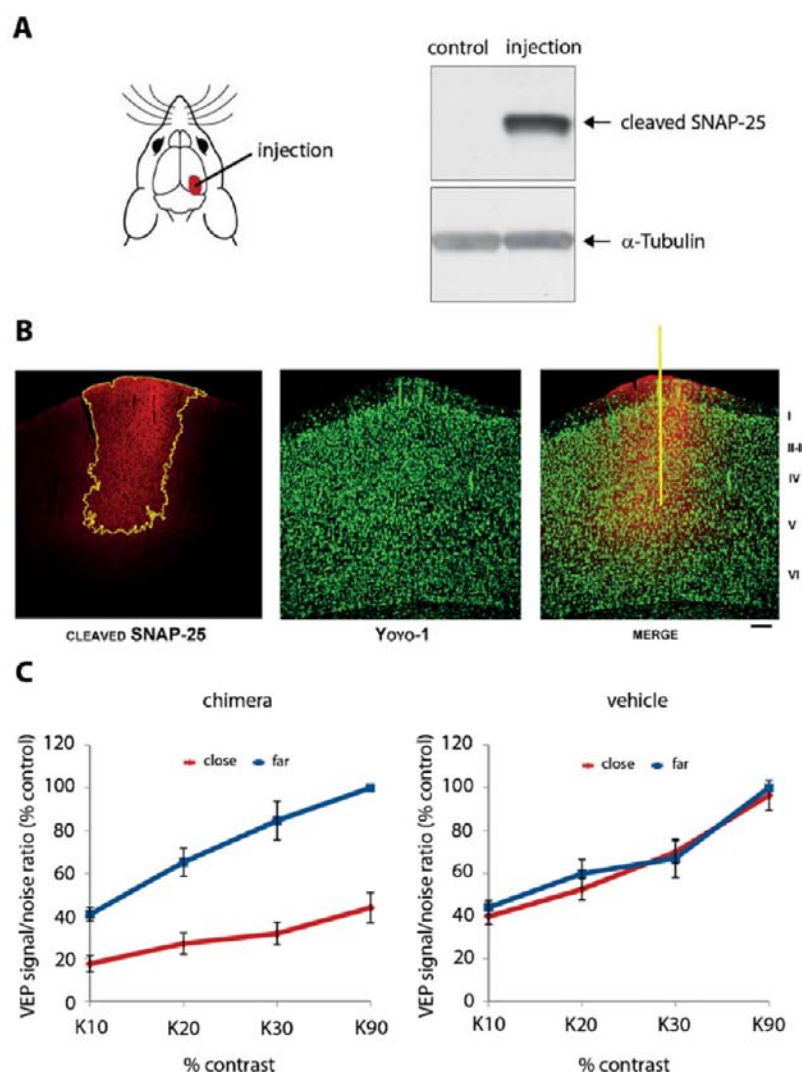 A
control injection
injection
cleaved SNAP-25
α-Tubulin
B
I
II-II
IV
V
VI
CLEAVED SNAP-25
YOYO-1
MERGE
C
chimera
vehicle
VEP signal/noise ratio (% control)
120
100
80
60
40
20
0
close far
K10 K20 K30 K90
% contrast
VEP signal/noise ratio (% control)
120
100
80
60
40
20
0
close far
K10 K20 K30 K90
% contrast